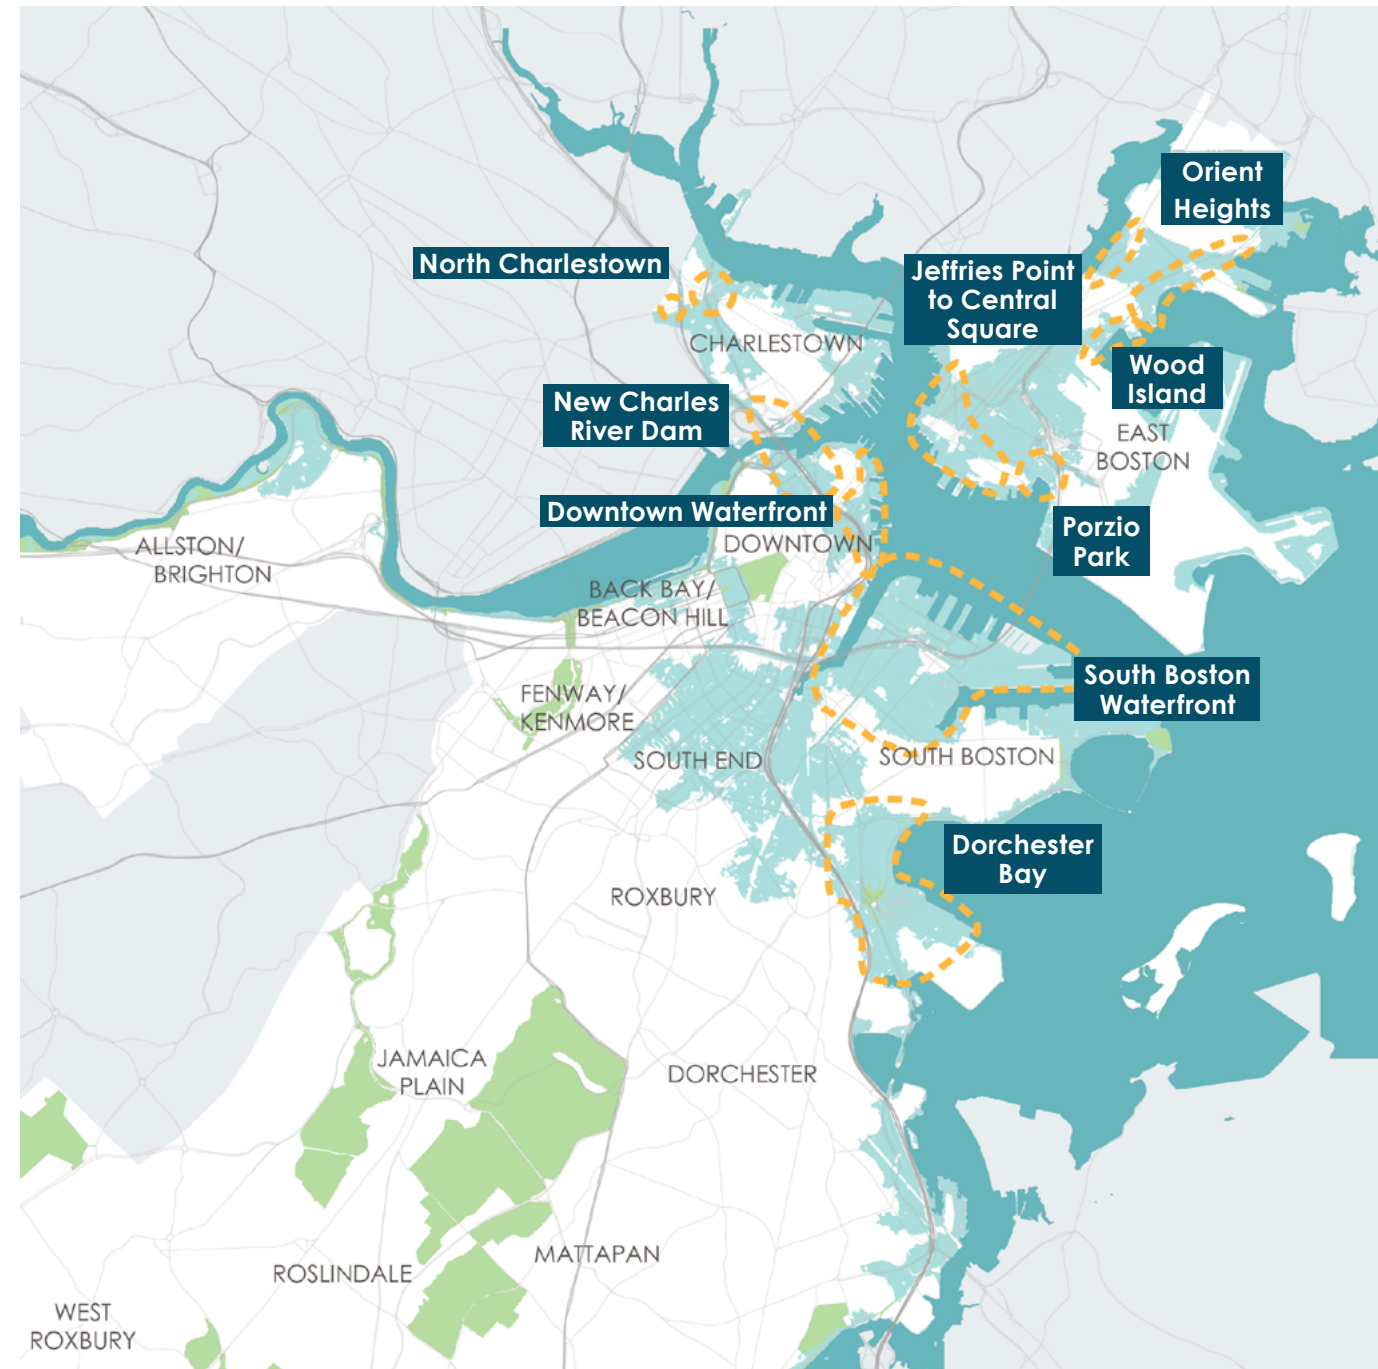 Orient
Heights
North Charlestown
Jeffries Point
to Central
Square
CHARLESTOWN
Wood
Island
New Charles
River Dam
EAST
BOSTON
Downtown Waterfront
Porzio
Park
DOWNTOWN
ALLSTON/
BRIGHTON
BACK BAY/
BEACON HILL
South Boston
Waterfront
FENWAY/
KENMORE
SOUTH END
SOUTH BOSTON
Dorchester
Bay
ROXBURY
JAMAICA
PLAIN
DORCHESTER
MATTAPAN
ROSLINDALE
WEST
ROXBURY